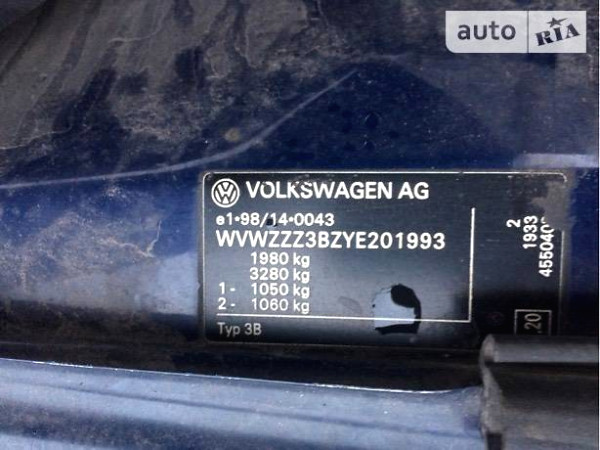 auto RIA
VOLKSWAGEN AG
e1•98/14•0043
WVWZZZ3BZYE201993
1980 kg
3280 kg
1- 1050 kg
2- 1060 kg
Typ 3B
2
1933
.20